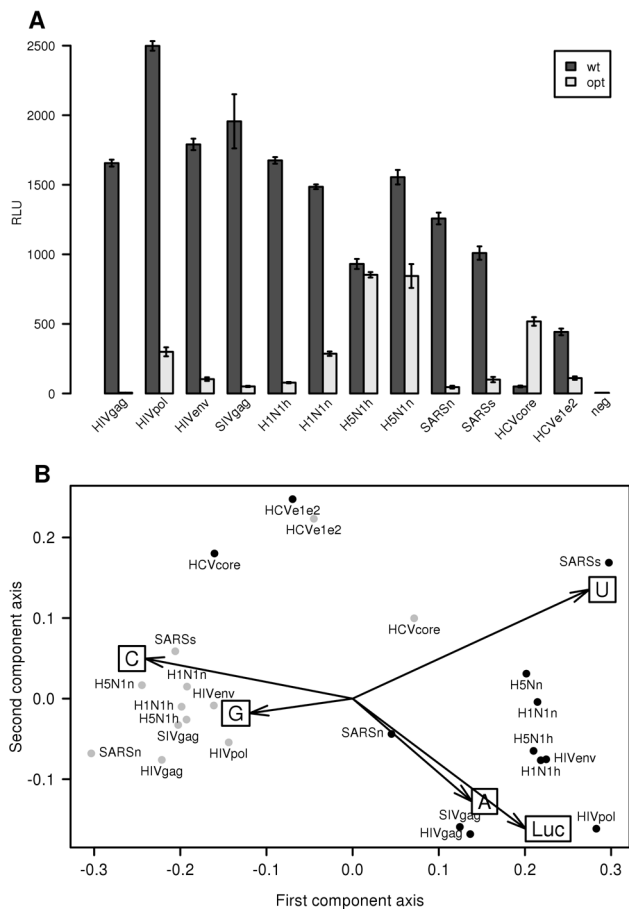 A
2500
2000
1500
1000
500
0
RLU
wt
opt
HIVgag
HIVpol
HIVenv
SIVgag
H1N1h
H1N1n
H5N1h
H5N1n
SARSn
SARSs
HCVcore
HCVe1e2
neg
B
HCVe1e2
HCVe1e2
HCVcore
SARSs
U
HCVcore
SARSs
C
H5N1n
H1N1n
HIVenv
H5Nn
H1N1h
G
H1N1n
H5N1h
SIVgag
SARSn
H5N1h
SARSn
HIVpol
HIVenv
HIVgag
H1N1h
A
SIVgag
Luc
HIVpol
HIVgag
0.2
0.1
0.0
-0.1
Second component axis
-0.3 -0.2 -0.1 0.0 0.1 0.2 0.3
First component axis